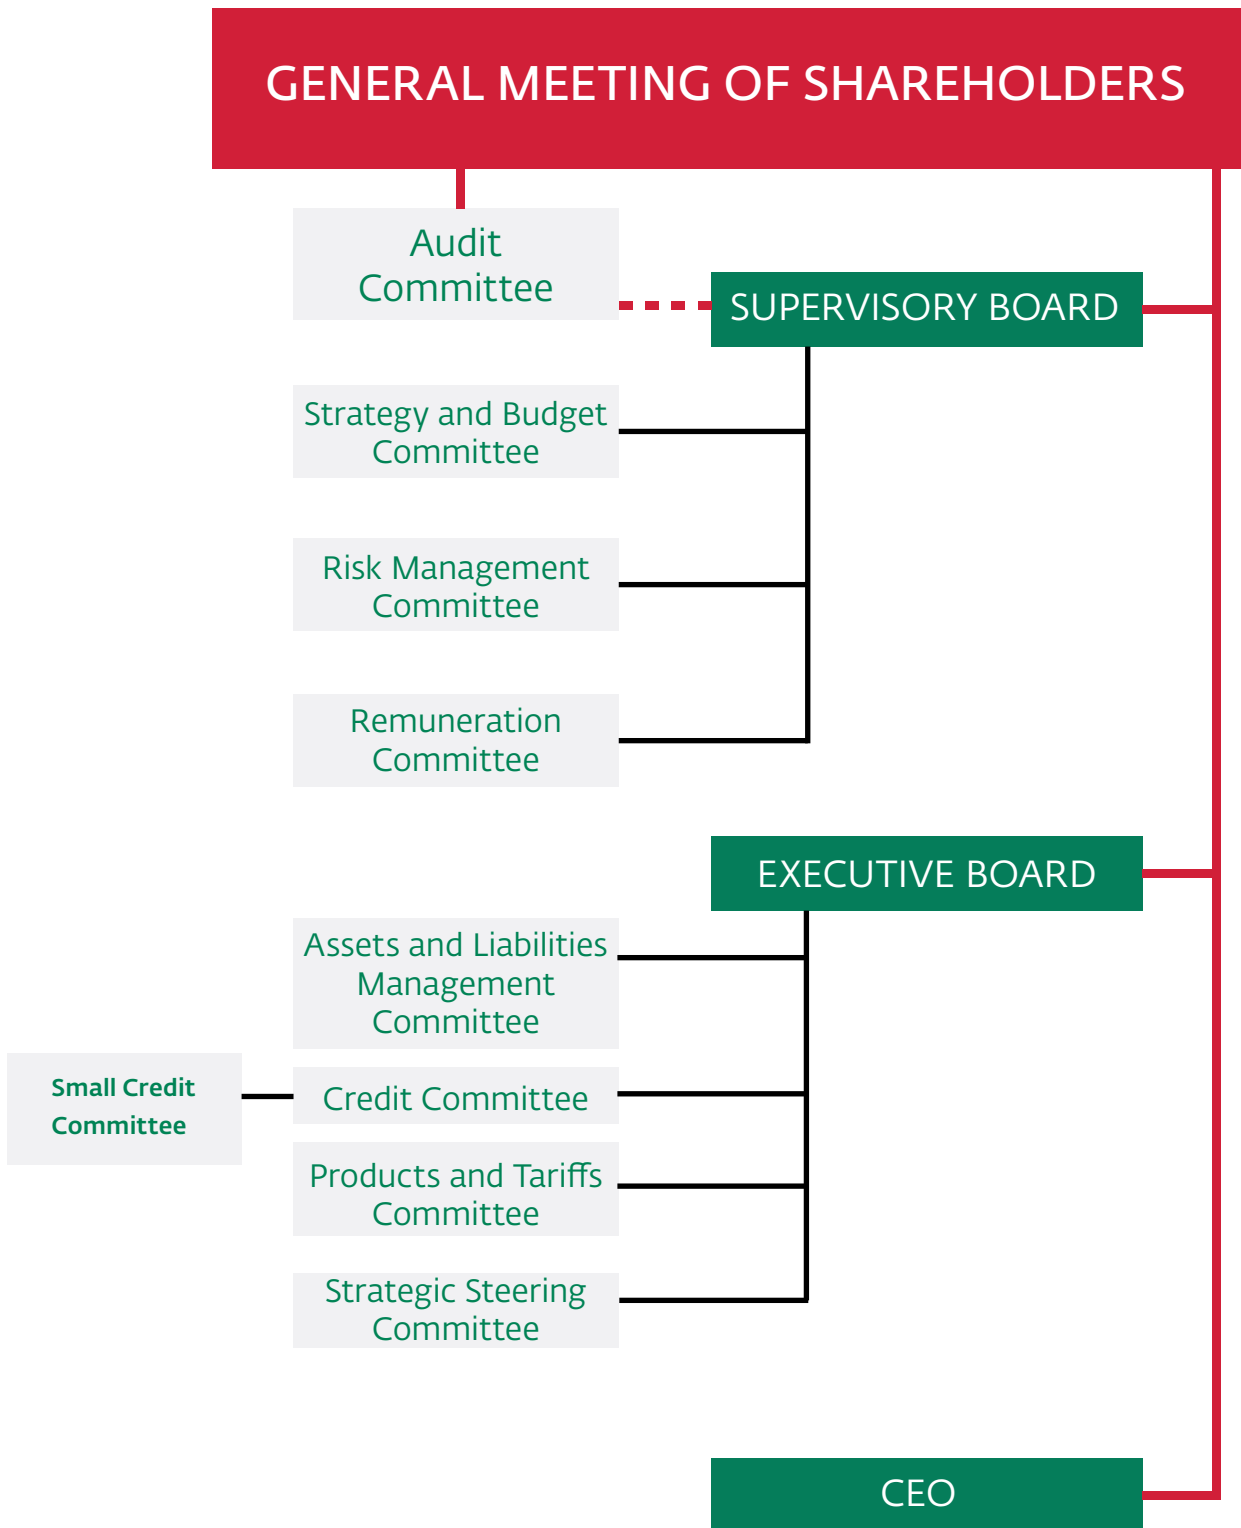 GENERAL MEETING OF SHAREHOLDERS
Audit
Committee
SUPERVISORY BOARD
Strategy and Budget
Committee
Risk Management
Committee
Remuneration
Committee
EXECUTIVE BOARD
Assets and Liabilities
Management
Committee
Small Credit
Committee
Credit Committee
Products and Tariffs
Committee
Strategic Steering
Committee
CEO